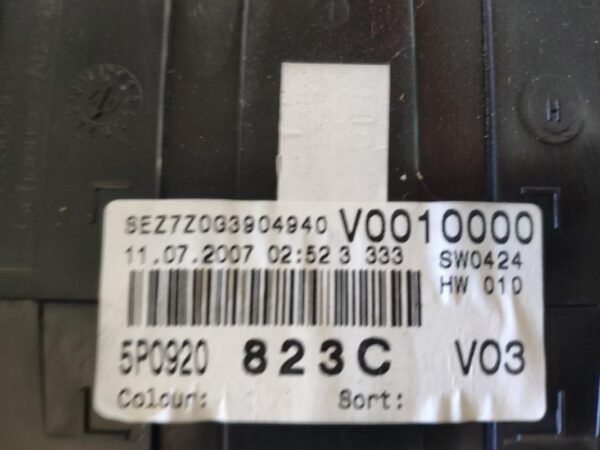 H
SEZ7Z0G3904940 V0010000
11.07.2007 02:52 3 333 SW0424
HW 010
5P0920 823C V03
Colour: Sort: